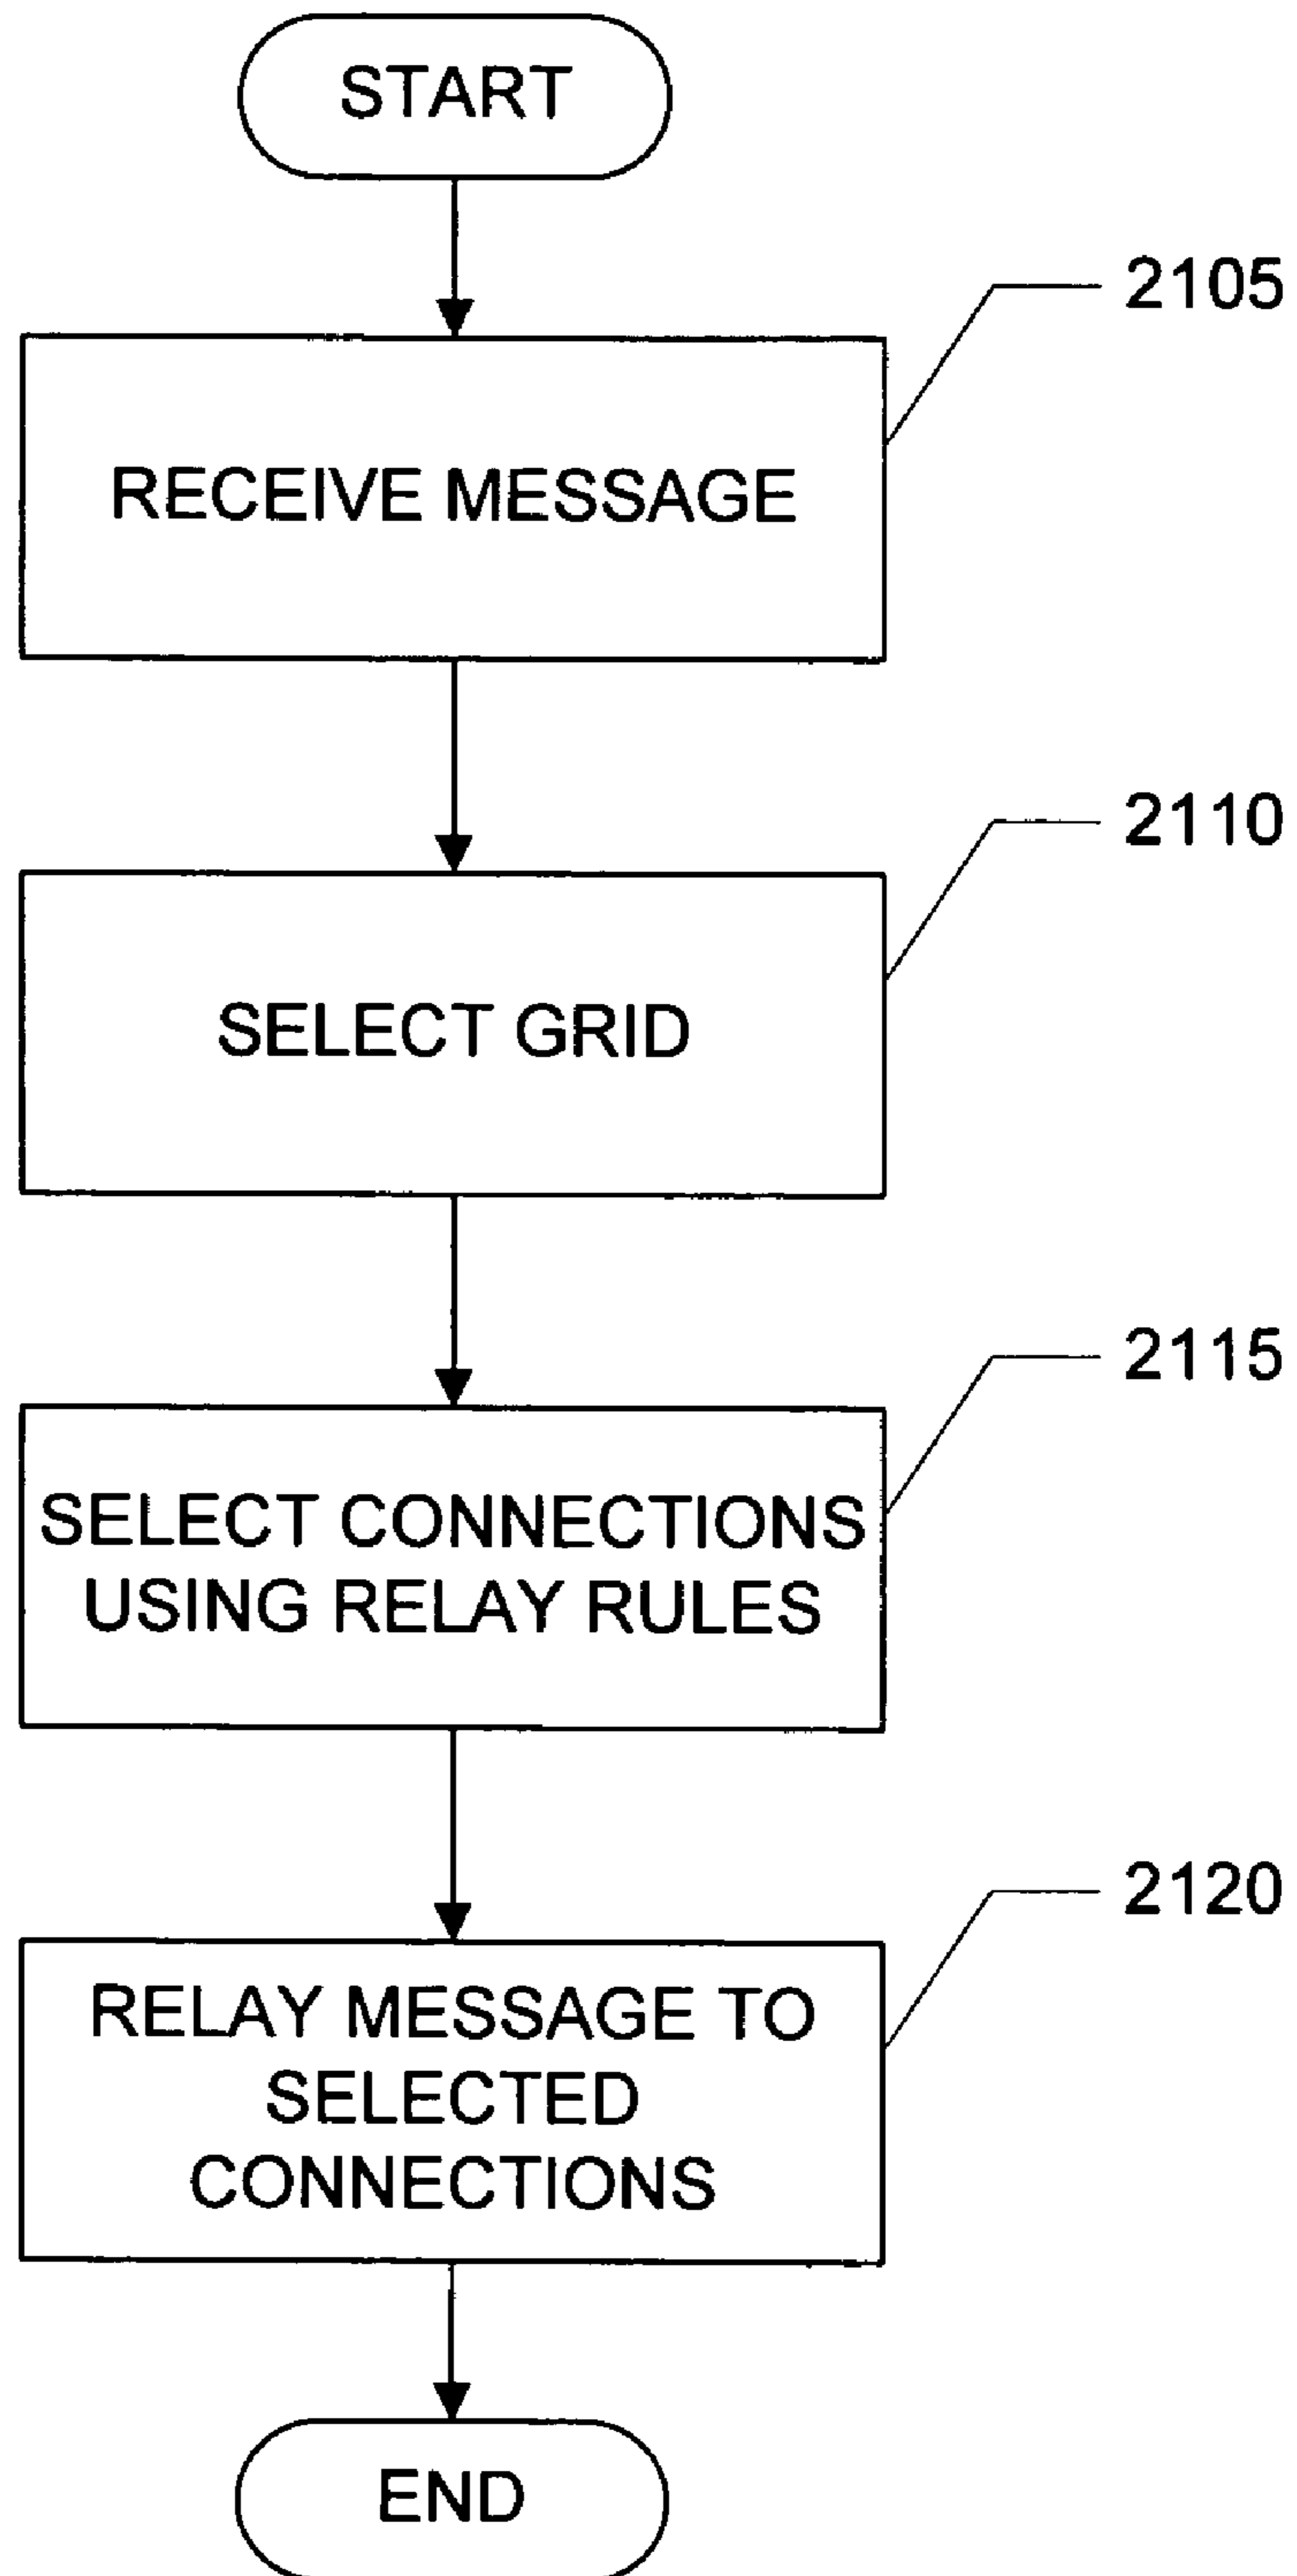 START
2105
RECEIVE MESSAGE
2110
SELECT GRID
2115
SELECT CONNECTIONS
USING RELAY RULES
2120
RELAY MESSAGE TO
SELECTED
CONNECTIONS
END